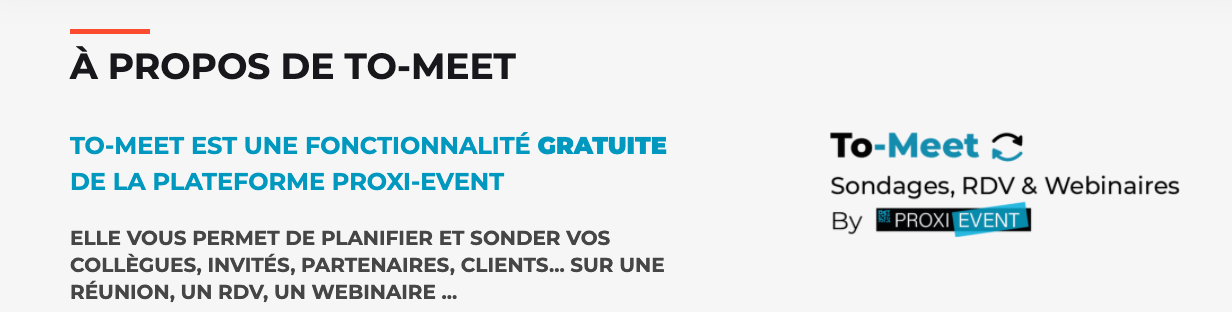 À PROPOS DE TO-MEET
TO-MEET EST UNE FONCTIONNALITÉ GRATUITE
DE LA PLATEFORME PROXI-EVENT
ELLE VOUS PERMET DE PLANIFIER ET SONDER VOS
COLLÈGUES, INVITÉS, PARTENAIRES, CLIENTS... SUR UNE
RÉUNION, UN RDV, UN WEBINAIRE ...
To-Meet
Sondages, RDV & Webinaires
By PROXI EVENT